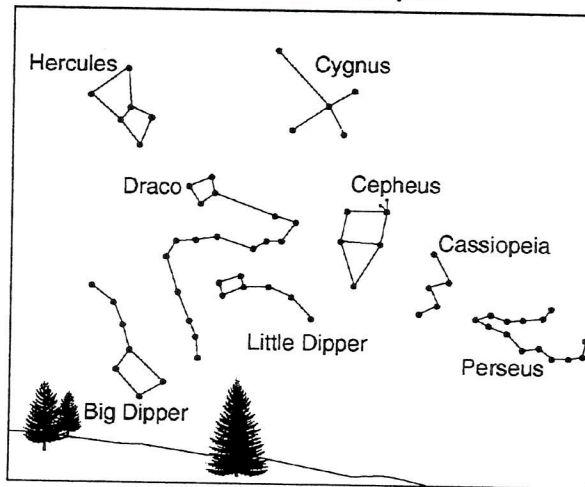 Hercules
Cygnus
Draco
Cepheus
Cassiopeia
Little Dipper
Perseus
Big Dipper